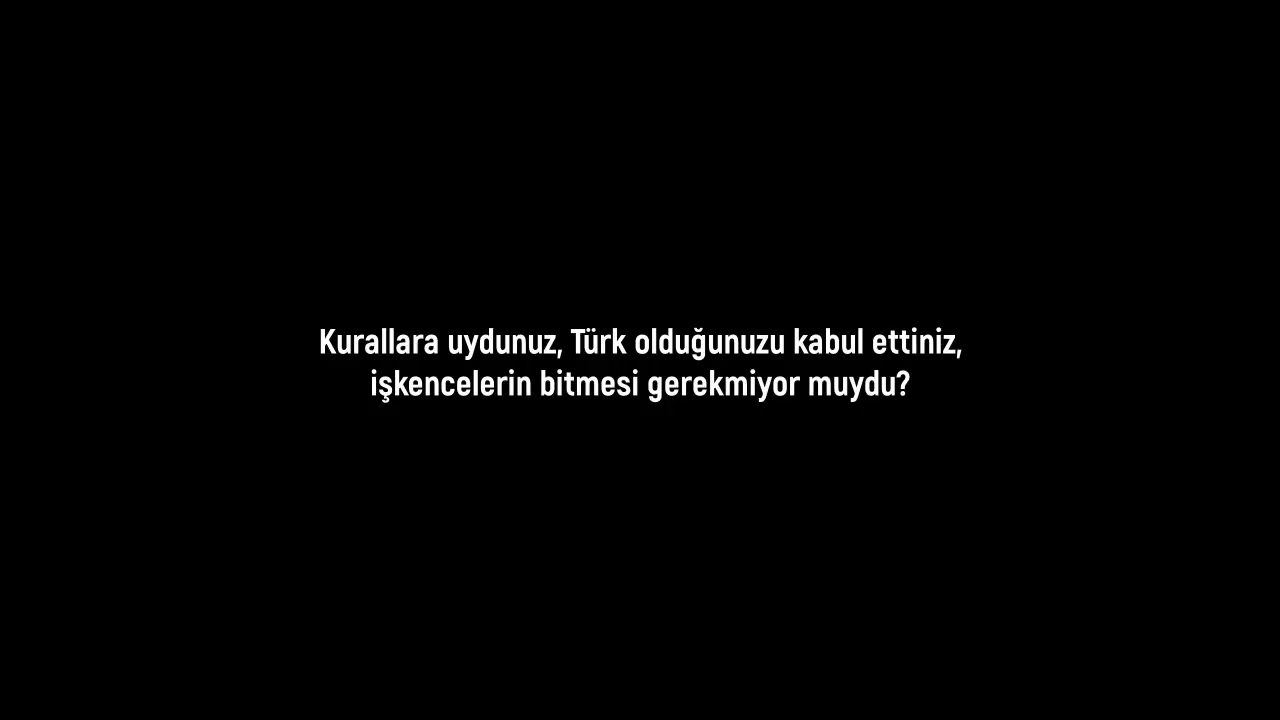 Kurallara uydunuz, Türk olduğunuzu kabul ettiniz,
işkencelerin bitmesi gerekmiyor muydu?